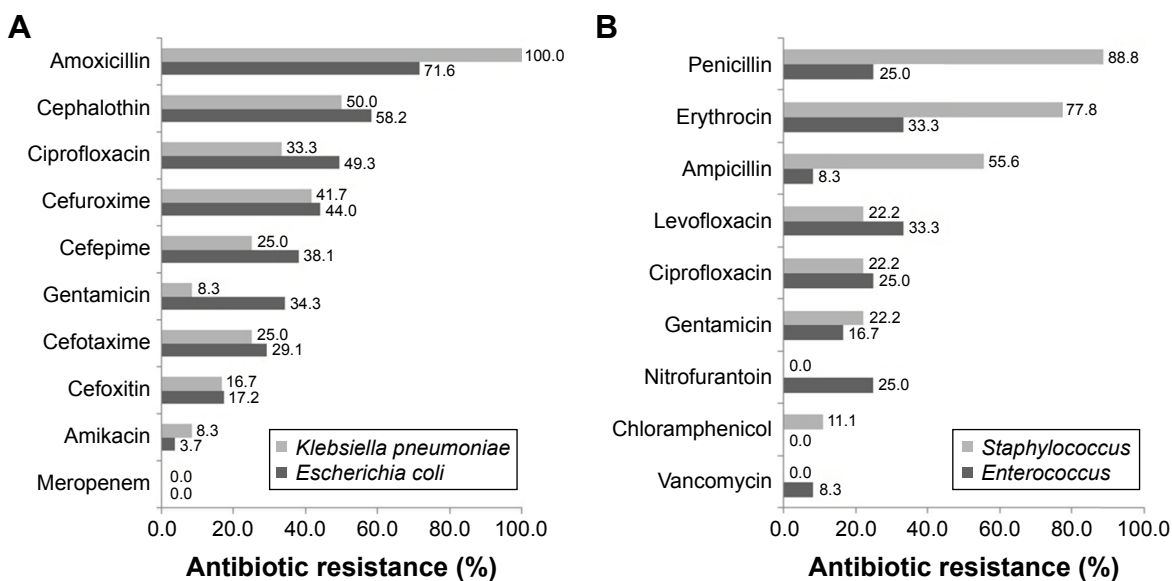 A
Amoxicillin
100.0
71.6
Cephalothin
50.0
58.2
Ciprofloxacin
33.3
49.3
Cefuroxime
41.7
44.0
Cefepime
25.0
38.1
Gentamicin
8.3
34.3
Cefotaxime
25.0
29.1
Cefoxitin
16.7
17.2
Amikacin
8.3
3.7
Meropenem
0.0
0.0
Klebsiella pneumoniae
Escherichia coli
0.0 20.0 40.0 60.0 80.0 100.0
Antibiotic resistance (%)
B
Penicillin
88.8
25.0
Erythrocin
77.8
33.3
Ampicillin
55.6
8.3
Levofloxacin
22.2
33.3
Ciprofloxacin
22.2
25.0
Gentamicin
22.2
16.7
Nitrofurantoin
0.0
25.0
Chloramphenicol
11.1
0.0
Vancomycin
0.0
8.3
Staphylococcus
Enterococcus
0.0 20.0 40.0 60.0 80.0 100.0
Antibiotic resistance (%)